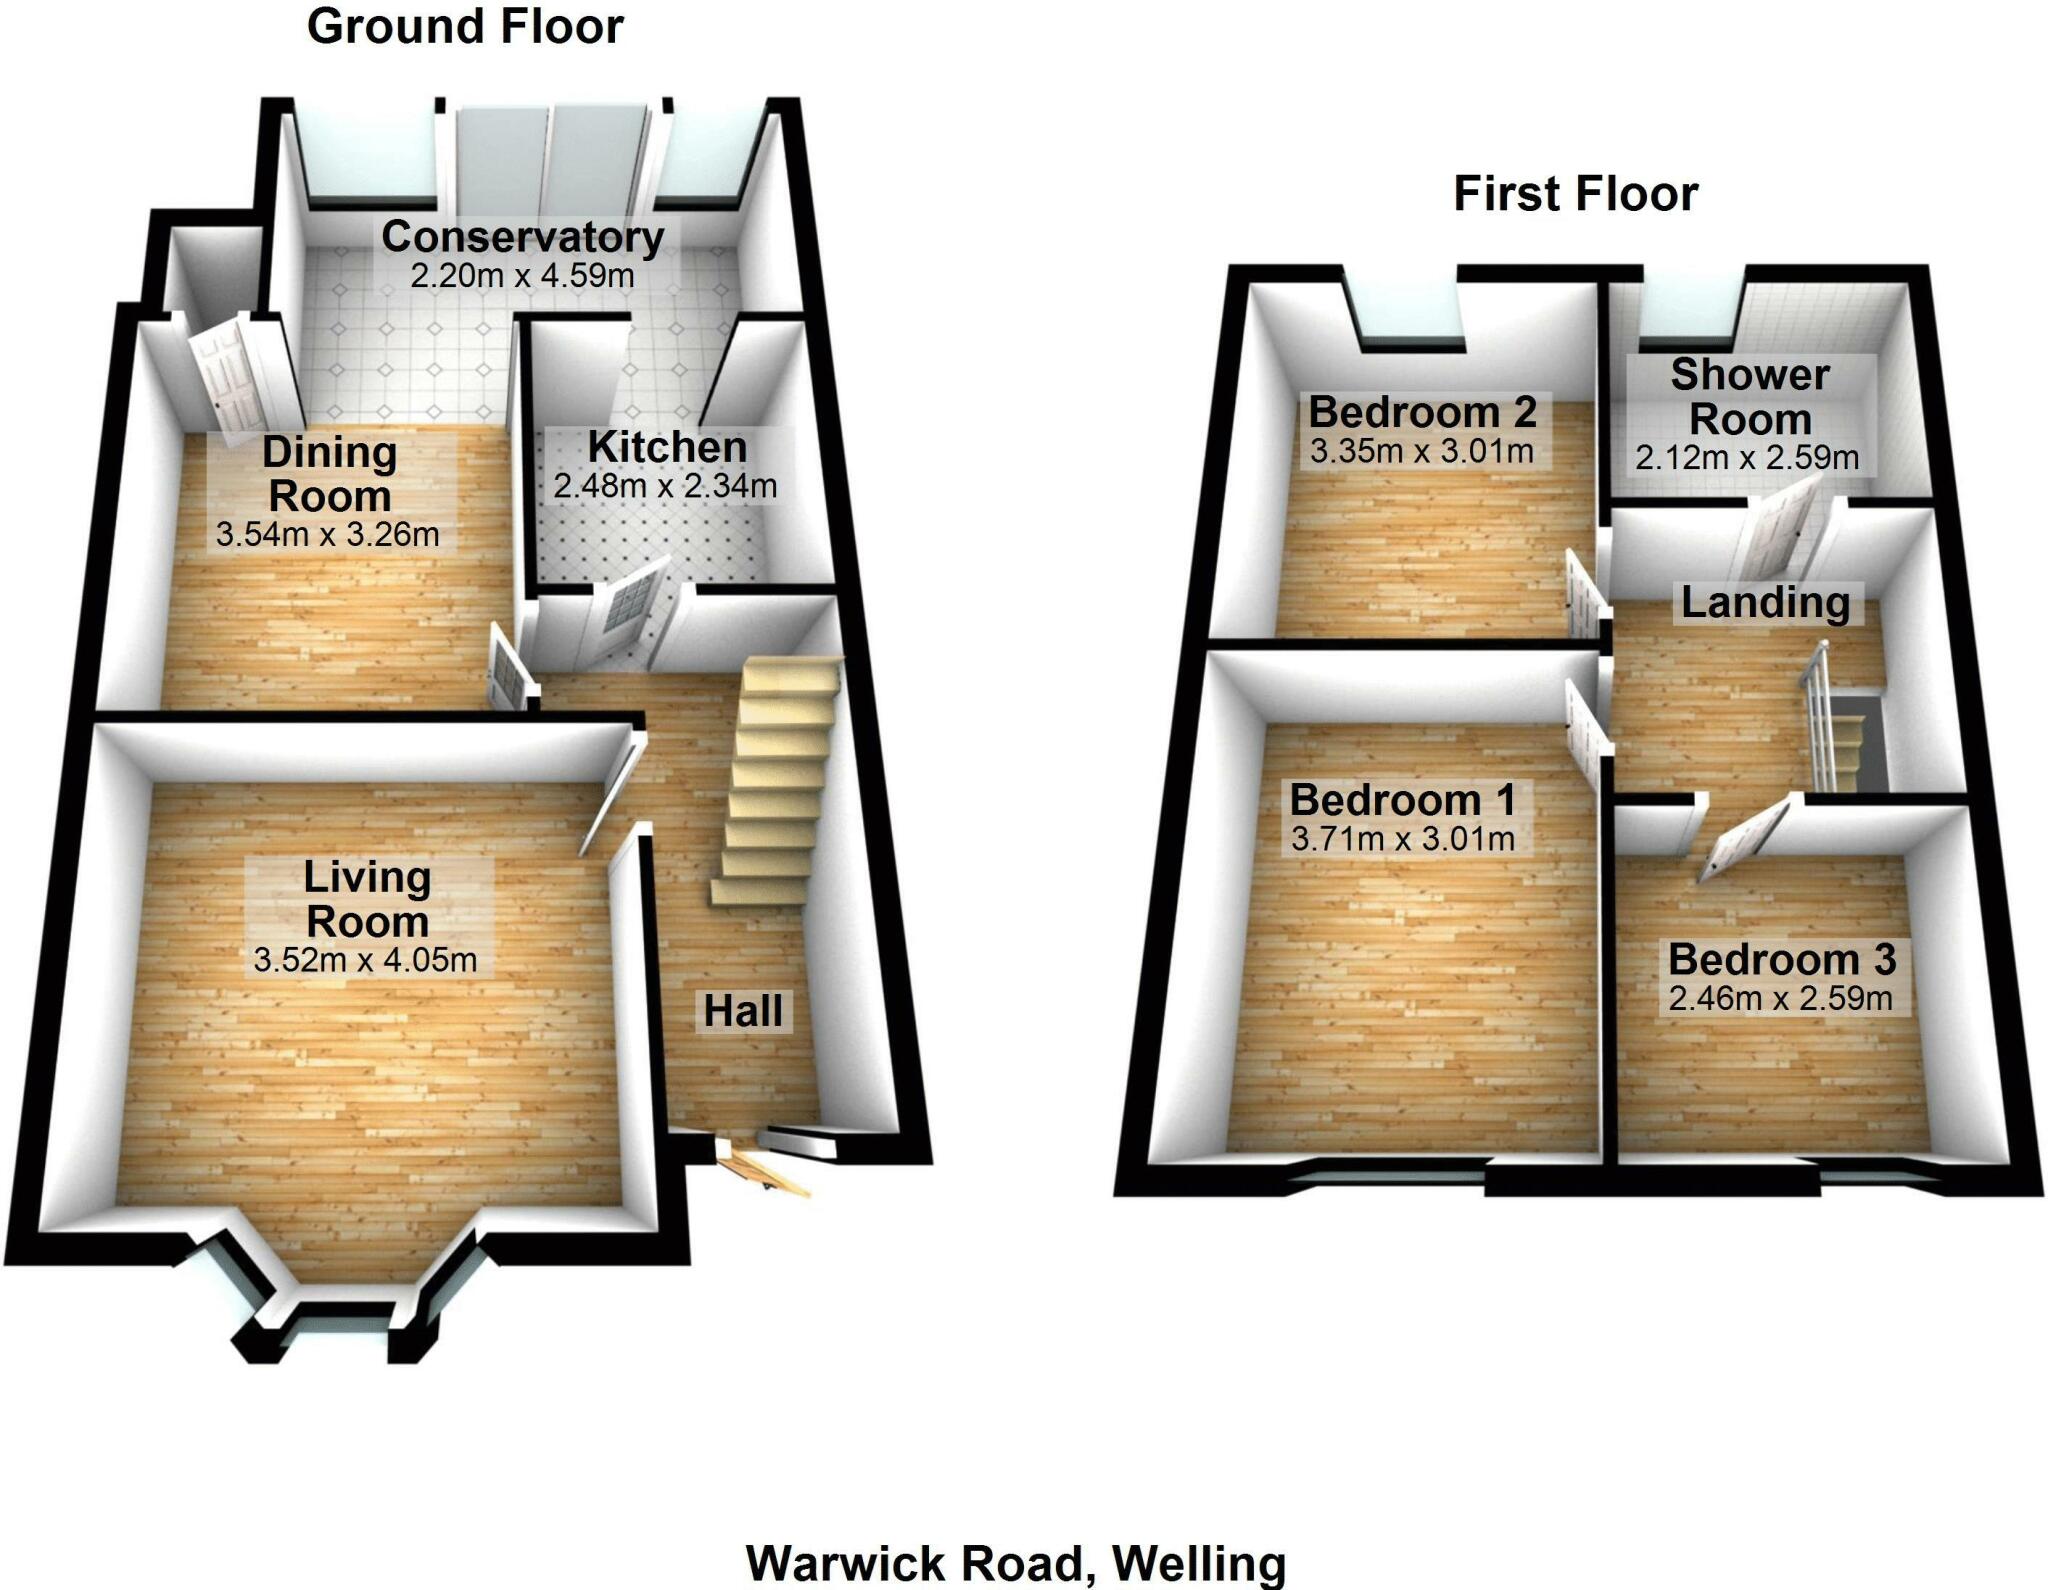 Ground Floor
Conservatory
2.20m x 4.59m
Kitchen
2.48m x 2.34m
Dining
Room
3.54m x 3.26m
Living
Room
3.52m x 4.05m
Hall
First Floor
Bedroom 2
3.35m x 3.01m
Shower
Room
2.12m x 2.59m
Landing
Bedroom 1
3.71m x 3.01m
Bedroom 3
2.46m x 2.59m
Warwick Road, Welling